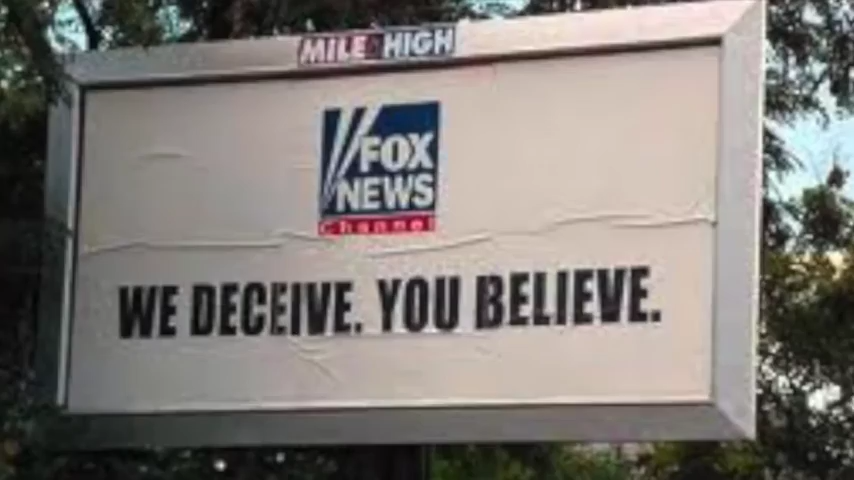 MILE HIGH
FOX
NEWS
Channel
WE DECEIVE. YOU BELIEVE.